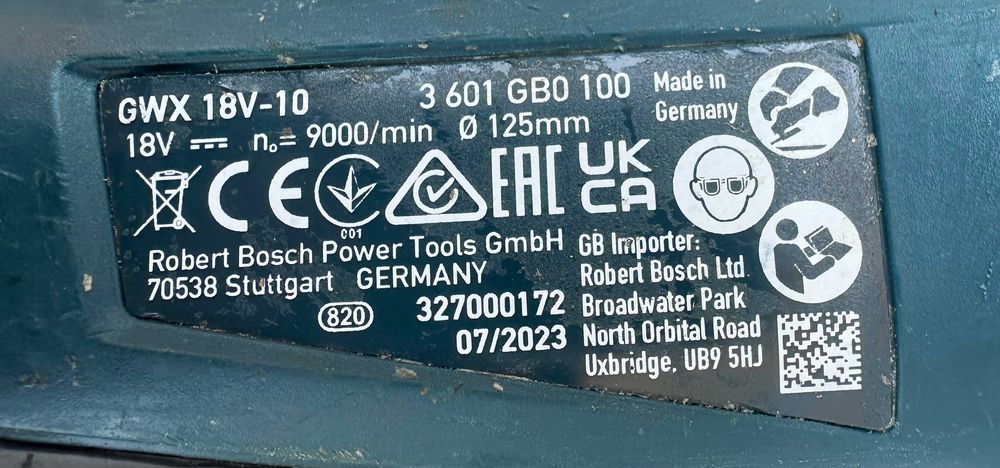 GWX 18V-10
3 601 GB0 100
Made in
Germany
18V ⎓ n₀= 9000/min Ø 125mm
CE
001
EAC
UK
CA
Robert Bosch Power Tools GmbH
70538 Stuttgart GERMANY
820
327000172
07/2023
GB Importer:
Robert Bosch Ltd
Broadwater Park
North Orbital Road
Uxbridge, UB9 5HJ